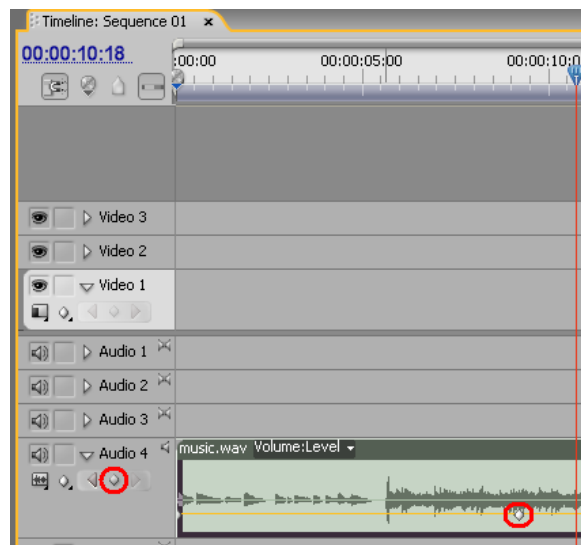 Timeline: Sequence 01 x
00:00:10:18
:00:00 00:00:05:00 00:00:10:0
Video 3
Video 2
Video 1
Audio 1
Audio 2
Audio 3
Audio 4
music.wav Volume:Level